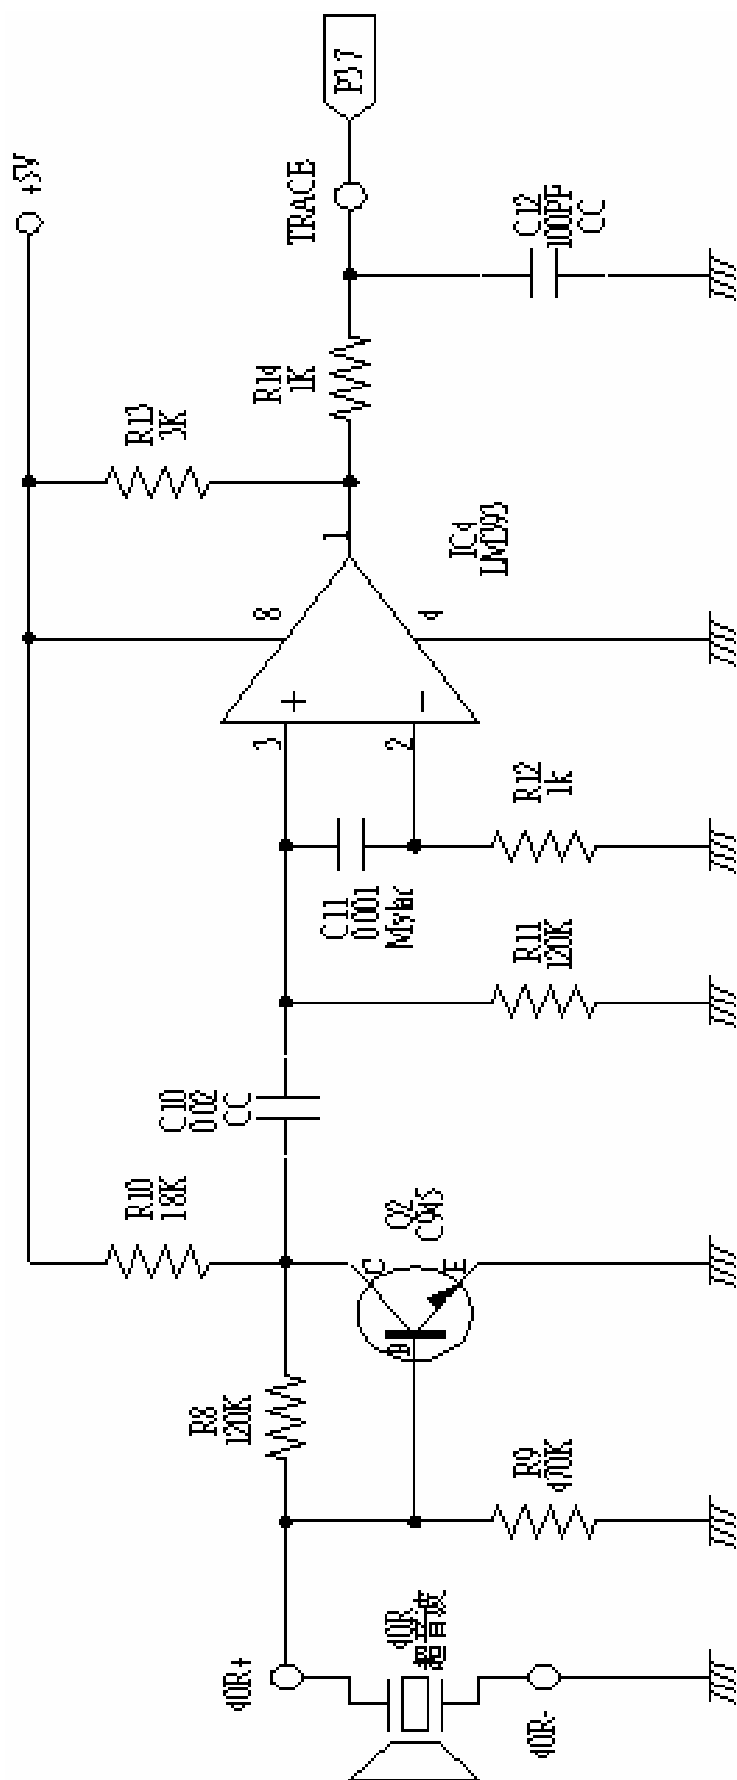 +5V
P37
TRACE
C12
100PF
CC
R14
1K
R13
3K
1
8
4
IC4
LM393
+
-
3
2
R12
1k
C11
0.001
Mylar
R11
120K
C10
0.02
CC
R10
18K
Q2
C945
C
E
B
R8
120K
R9
470K
40R+
40R
超音波
40R-